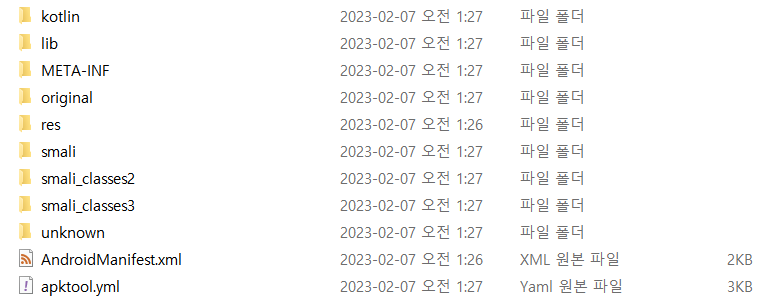 kotlin 2023-02-07 오전 1:27 파일 폴더
lib 2023-02-07 오전 1:27 파일 폴더
META-INF 2023-02-07 오전 1:27 파일 폴더
original 2023-02-07 오전 1:27 파일 폴더
res 2023-02-07 오전 1:26 파일 폴더
smali 2023-02-07 오전 1:27 파일 폴더
smali_classes2 2023-02-07 오전 1:27 파일 폴더
smali_classes3 2023-02-07 오전 1:27 파일 폴더
unknown 2023-02-07 오전 1:27 파일 폴더
AndroidManifest.xml 2023-02-07 오전 1:26 XML 원본 파일 2KB
apktool.yml 2023-02-07 오전 1:27 Yaml 원본 파일 3KB